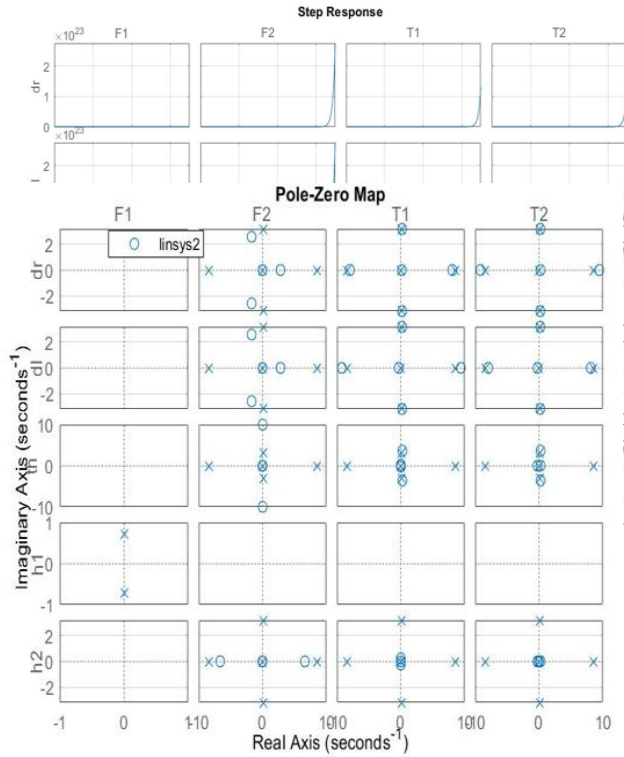 Step Response
×10²³ F1 F2 T1 T2
2
dr
0
×10²³
2
Pole-Zero Map
F1 F2 T1 T2
linsys2
2
dr 0
-2
2
dl 0
-2
10
th 0
-10
1
h1 0
-1
2
h2 0
-2
-1 0 1 -10 0 10 -10 0 10 -10 0 10
Imaginary Axis (seconds⁻¹)
Real Axis (seconds⁻¹)